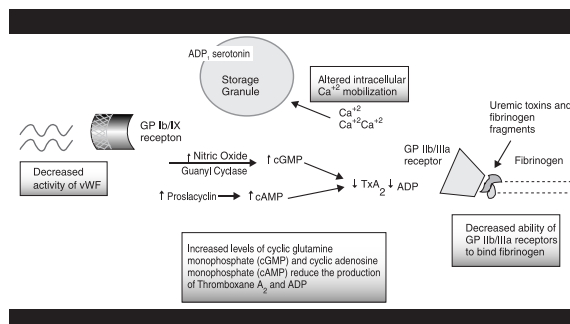 ADP, serotonin
Storage
Granule
Altered intracellular
Ca+2 mobilization
Ca+2
Ca+2Ca+2
GP Ib/IX
recepton
Decreased
activity of vWF
↑ Nitric Oxide
Guanyl Cyclase
↑ cGMP
↑ Proslacyclin
↑ cAMP
↓ TxA2 ↓ ADP
Uremic toxins and
fibrinogen
fragments
GP IIb/IIIa
receptor
Fibrinogen
Increased levels of cyclic glutamine
monophosphate (cGMP) and cyclic adenosine
monophosphate (cAMP) reduce the production
of Thromboxane A2 and ADP
Decreased ability of
GP IIb/IIIa receptors
to bind fibrinogen